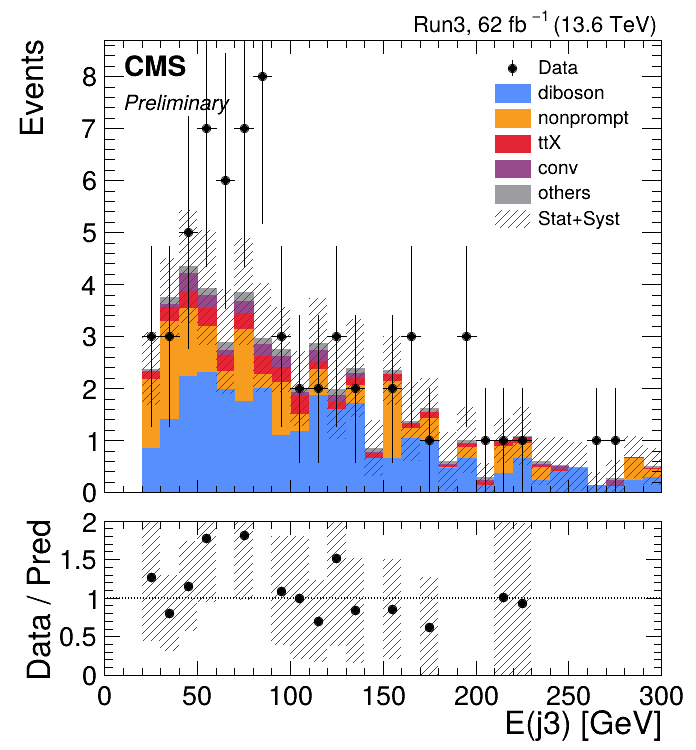 Run3, 62 fb⁻¹ (13.6 TeV)
Events
CMS
Preliminary
Data
diboson
nonprompt
ttX
conv
others
Stat+Syst
8
7
6
5
4
3
2
1
0
Data / Pred
2
1.5
1
0.5
0
0 50 100 150 200 250 300
E(j3) [GeV]